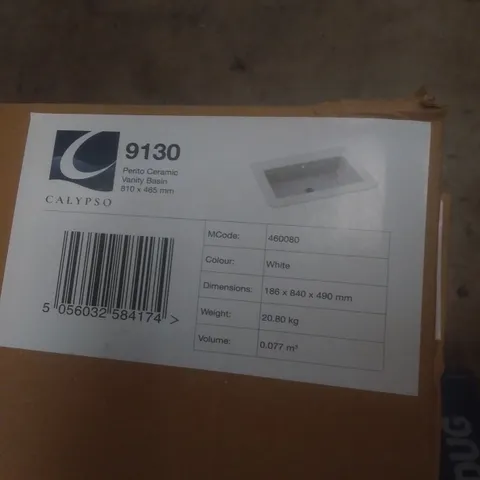 9130
Perito Ceramic
Vanity Basin
810 x 465 mm
CALYPSO
MCode: 460080
Colour: White
Dimensions: 186 x 840 x 490 mm
Weight: 20.80 kg
Volume: 0.077 m³
5 056032 584174 >